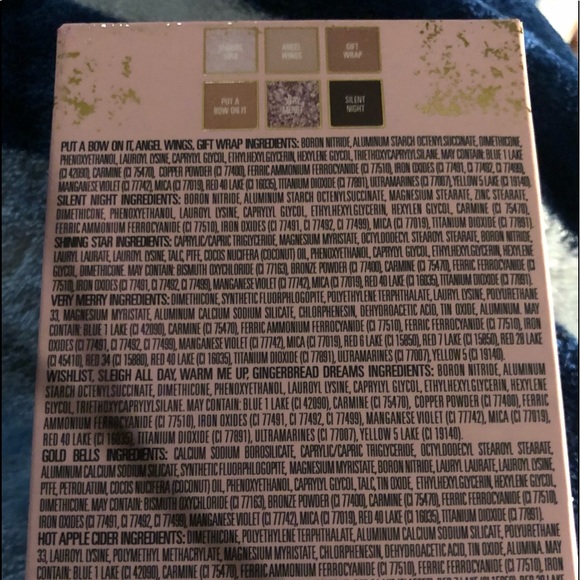 SHINING STAR
ANGEL WINGS
GIFT WRAP
PUT A BOW ON IT
VERY MERRY
SILENT NIGHT
PUT A BOW ON IT, ANGEL WINGS, GIFT WRAP INGREDIENTS: BORON NITRIDE, ALUMINUM STARCH OCTENYLSUCCINATE, DIMETHICONE,
PHENOXYETHANOL, LAUROYL LYSINE, CAPRYLYL GLYCOL, ETHYLHEXYLGLYCERIN, HEXYLENE GLYCOL, TRIETHOXYCAPRYLYLSILANE. MAY CONTAIN: BLUE 1 LAKE
(CI 42090), CARMINE (CI 75470), COPPER POWDER (CI 77400), FERRIC AMMONIUM FERROCYANIDE (CI 77510), IRON OXIDES (CI 77491, CI 77492, CI 77499),
MANGANESE VIOLET (CI 77742), MICA (CI 77019), RED 40 LAKE (CI 16035), TITANIUM DIOXIDE (CI 77891), ULTRAMARINES (CI 77007), YELLOW 5 LAKE (CI 19140).
SILENT NIGHT INGREDIENTS: BORON NITRIDE, ALUMINUM STARCH OCTENYLSUCCINATE, MAGNESIUM STEARATE, ZINC STEARATE,
DIMETHICONE, PHENOXYETHANOL, LAUROYL LYSINE, CAPRYLYL GLYCOL, ETHYLHEXYLGLYCERIN, HEXYLEN GLYCOL, CARMINE (CI 75470),
FERRIC AMMONIUM FERROCYANIDE (CI 77510), IRON OXIDES (CI 77491, CI 77492, CI 77499), MICA (CI 77019), TITANIUM DIOXIDE (CI 77891).
SHINING STAR INGREDIENTS: CAPRYLIC/CAPRIC TRIGLYCERIDE, MAGNESIUM MYRISTATE, OCTYLDODECYL STEAROYL STEARATE, BORON NITRIDE,
LAURYL LAURATE, LAUROYL LYSINE, TALC, PTFE, COCOS NUCIFERA (COCONUT) OIL, PHENOXYETHANOL, CAPRYLYL GLYCOL, ETHYLHEXYLGLYCERIN, HEXYLENE
GLYCOL, DIMETHICONE. MAY CONTAIN: BISMUTH OXYCHLORIDE (CI 77163), BRONZE POWDER (CI 77400), CARMINE (CI 75470), FERRIC FERROCYANIDE (CI
77510), IRON OXIDES (CI 77491, CI 77492, CI 77499), MANGANESE VIOLET (CI 77742), MICA (CI 77019), RED 40 LAKE (CI 16035), TITANIUM DIOXIDE (CI 77891).
VERY MERRY INGREDIENTS: DIMETHICONE, SYNTHETIC FLUORPHLOGOPITE, POLYETHYLENE TERPHTHALATE, LAURYL LYSINE, POLYURETHANE
33, MAGNESIUM MYRISTATE, ALUMINUM CALCIUM SODIUM SILICATE, CHLORPHENESIN, DEHYDROACETIC ACID, TIN OXIDE, ALUMINUM. MAY
CONTAIN: BLUE 1 LAKE (CI 42090), CARMINE (CI 75470), FERRIC AMMONIUM FERROCYANIDE (CI 77510), FERRIC FERROCYANIDE (CI 77510), IRON
OXIDES (CI 77491, CI 77492, CI 77499), MANGANESE VIOLET (CI 77742), MICA (CI 77019), RED 6 LAKE (CI 15850), RED 7 LAKE (CI 15850), RED 28 LAKE
(CI 45410), RED 34 (CI 15880), RED 40 LAKE (CI 16035), TITANIUM DIOXIDE (CI 77891), ULTRAMARINES (CI 77007), YELLOW 5 (CI 19140).
WISHLIST, SLEIGH ALL DAY, WARM ME UP, GINGERBREAD DREAMS INGREDIENTS: BORON NITRIDE, ALUMINUM
STARCH OCTENYLSUCCINATE, DIMETHICONE, PHENOXYETHANOL, LAUROYL LYSINE, CAPRYLYL GLYCOL, ETHYLHEXYLGLYCERIN, HEXYLENE
GLYCOL, TRIETHOXYCAPRYLYLSILANE. MAY CONTAIN: BLUE 1 LAKE (CI 42090), CARMINE (CI 75470), COPPER POWDER (CI 77400), FERRIC
AMMONIUM FERROCYANIDE (CI 77510), IRON OXIDES (CI 77491, CI 77492, CI 77499), MANGANESE VIOLET (CI 77742), MICA (CI 77019),
RED 40 LAKE (CI 16035), TITANIUM DIOXIDE (CI 77891), ULTRAMARINES (CI 77007), YELLOW 5 LAKE (CI 19140).
GOLD BELLS INGREDIENTS: CALCIUM SODIUM BOROSILICATE, CAPRYLIC/CAPRIC TRIGLYCERIDE, OCTYLDODECYL STEAROYL STEARATE,
ALUMINUM CALCIUM SODIUM SILICATE, SYNTHETIC FLUORPHLOGOPITE, MAGNESIUM MYRISTATE, BORON NITRIDE, LAURYL LAURATE, LAUROYL LYSINE,
PTFE, PETROLATUM, COCOS NUCIFERA (COCONUT) OIL, PHENOXYETHANOL, CAPRYLYL GLYCOL, TALC, TIN OXIDE, ETHYLHEXYLGLYCERIN, HEXYLENE GLYCOL,
DIMETHICONE. MAY CONTAIN: BISMUTH OXYCHLORIDE (CI 77163), BRONZE POWDER (CI 77400), CARMINE (CI 75470), FERRIC FERROCYANIDE (CI 77510),
IRON OXIDES (CI 77491, CI 77492, CI 77499), MANGANESE VIOLET (CI 77742), MICA (CI 77019), RED 40 LAKE (CI 16035), TITANIUM DIOXIDE (CI 77891).
HOT APPLE CIDER INGREDIENTS: DIMETHICONE, POLYETHYLENE TERPHTHALATE, ALUMINUM CALCIUM SODIUM SILICATE, POLYURETHANE
33, LAUROYL LYSINE, POLYMETHYL METHACRYLATE, MAGNESIUM MYRISTATE, CHLORPHENESIN, DEHYDROACETIC ACID, TIN OXIDE, ALUMINA. MAY
CONTAIN: BLUE 1 LAKE (CI 42090), CARMINE (CI 75470), FERRIC AMMONIUM FERROCYANIDE (CI 77510), FERRIC FERROCYANIDE (CI 77510), IRON